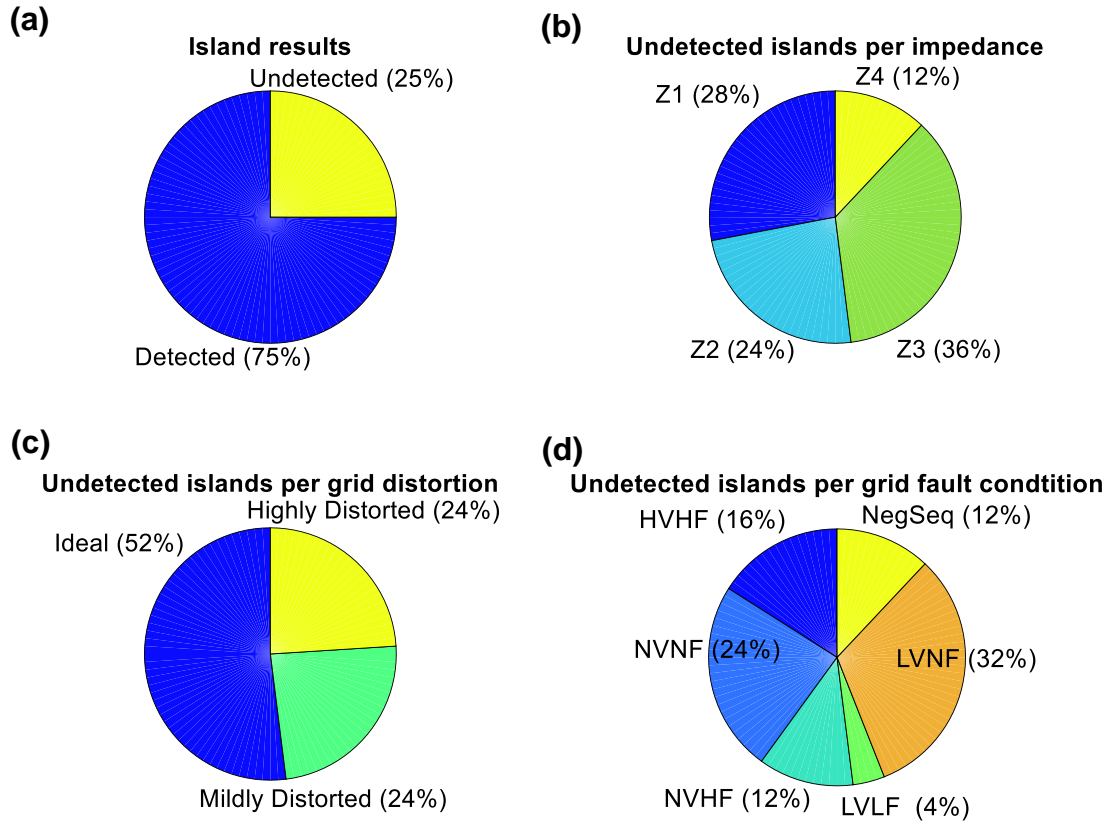 (a)
Island results
Undetected (25%)
Detected (75%)
(b)
Undetected islands per impedance
Z4 (12%)
Z1 (28%)
Z2 (24%)
Z3 (36%)
(c)
Undetected islands per grid distortion
Highly Distorted (24%)
Ideal (52%)
Mildly Distorted (24%)
(d)
Undetected islands per grid fault condtition
HVHF (16%)
NegSeq (12%)
NVNF (24%)
LVNF (32%)
NVHF (12%)
LVLF (4%)